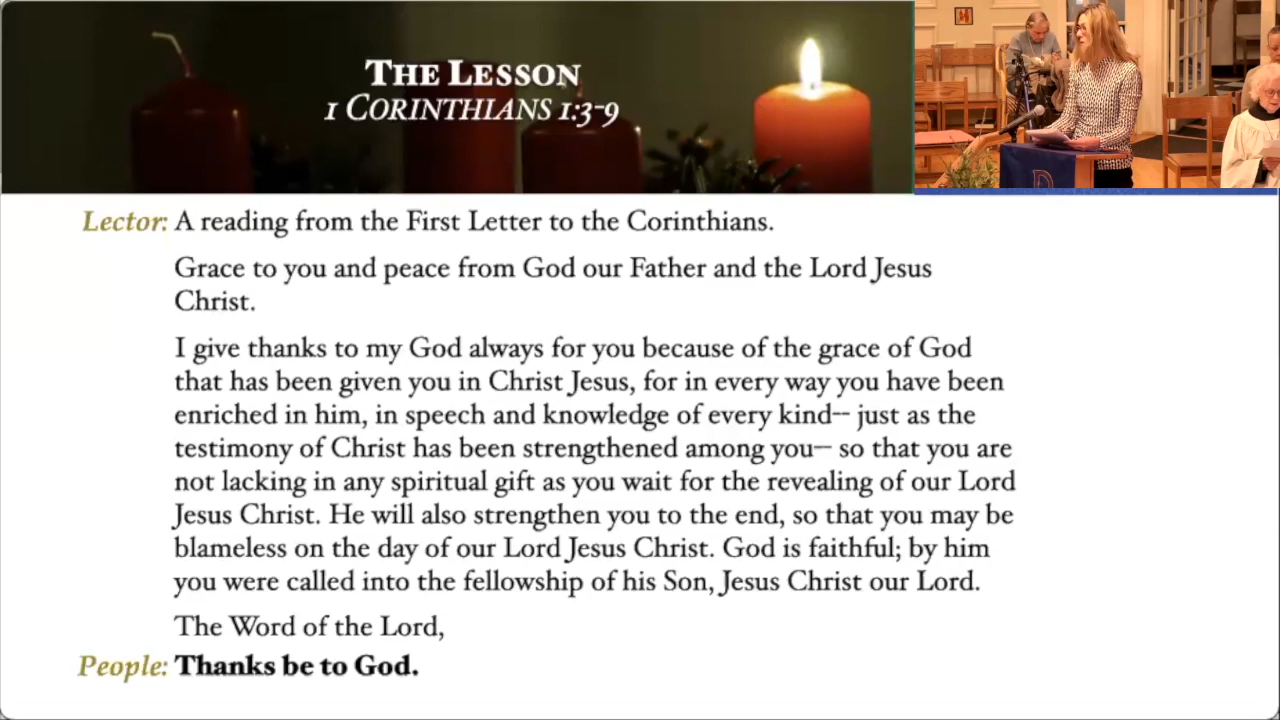 THE LESSON
1 CORINTHIANS 1:3-9
Lector: A reading from the First Letter to the Corinthians.
Grace to you and peace from God our Father and the Lord Jesus
Christ.
I give thanks to my God always for you because of the grace of God
that has been given you in Christ Jesus, for in every way you have been
enriched in him, in speech and knowledge of every kind-- just as the
testimony of Christ has been strengthened among you-- so that you are
not lacking in any spiritual gift as you wait for the revealing of our Lord
Jesus Christ. He will also strengthen you to the end, so that you may be
blameless on the day of our Lord Jesus Christ. God is faithful; by him
you were called into the fellowship of his Son, Jesus Christ our Lord.
The Word of the Lord,
People: Thanks be to God.